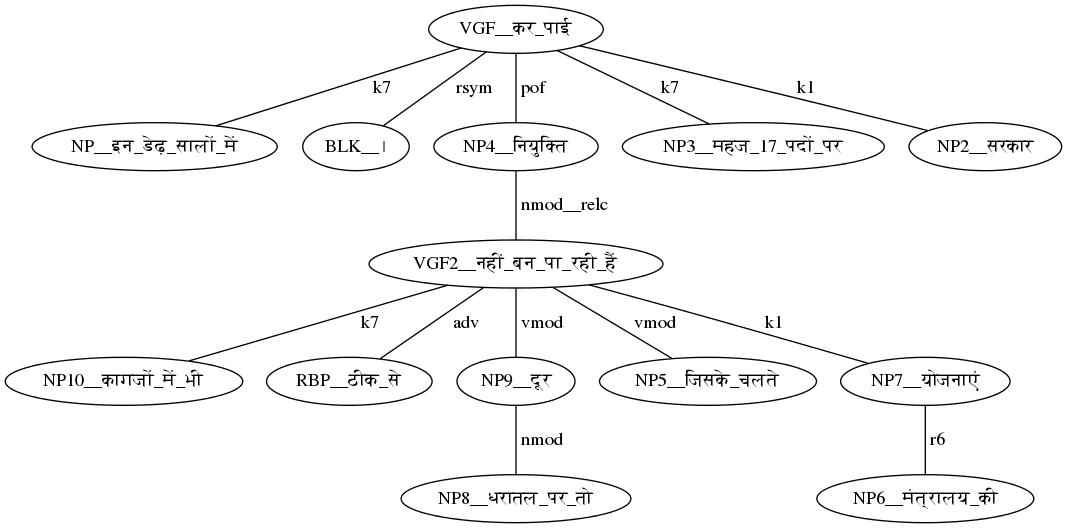 VGF__कर_पाई
k7 rsym pof k7 k1
NP__इन_डेढ़_सालों_में BLK__। NP4__नियुक्ति NP3__महज_17_पदों_पर NP2__सरकार
nmod__relc
VGF2__नहीं_बन_पा_रही_हैं
k7 adv vmod vmod k1
NP10__कागजों_में_भी RBP__ठीक_से NP9__दूर NP5__जिसके_चलते NP7__योजनाएं
nmod r6
NP8__धरातल_पर_तो NP6__मंत्रालय_की